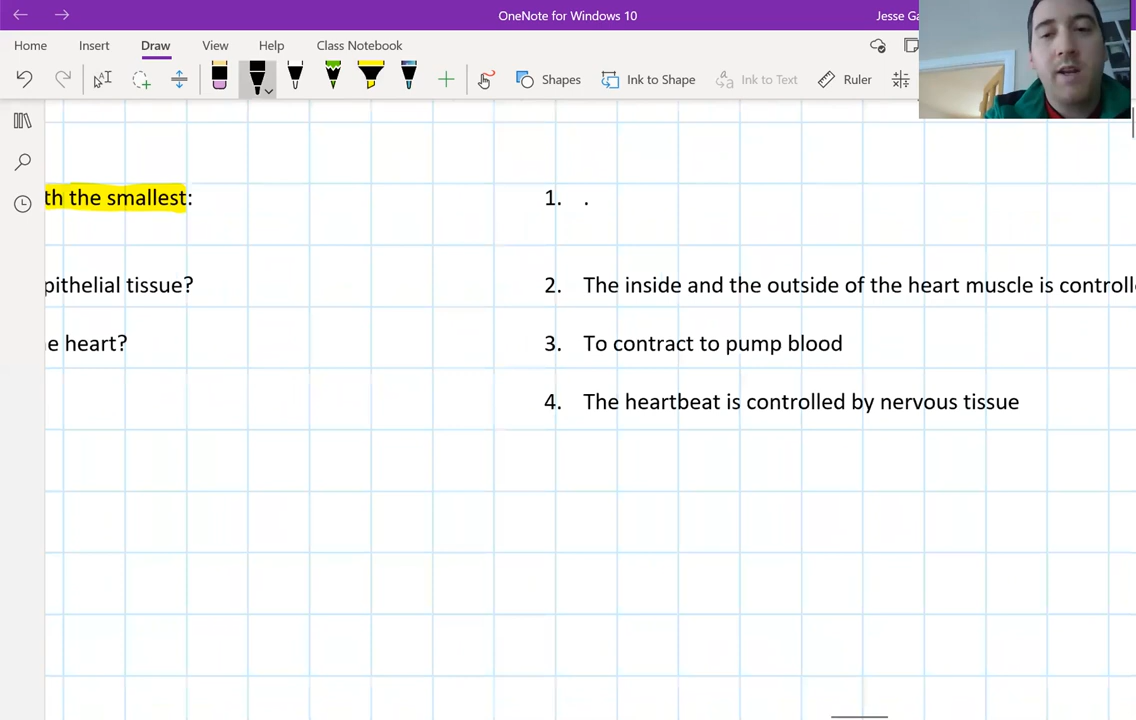 OneNote for Windows 10
Jesse Ga
Home Insert Draw View Help Class Notebook
Shapes Ink to Shape Ink to Text Ruler
th the smallest:
1. .
pithelial tissue?
2. The inside and the outside of the heart muscle is controll
e heart?
3. To contract to pump blood
4. The heartbeat is controlled by nervous tissue